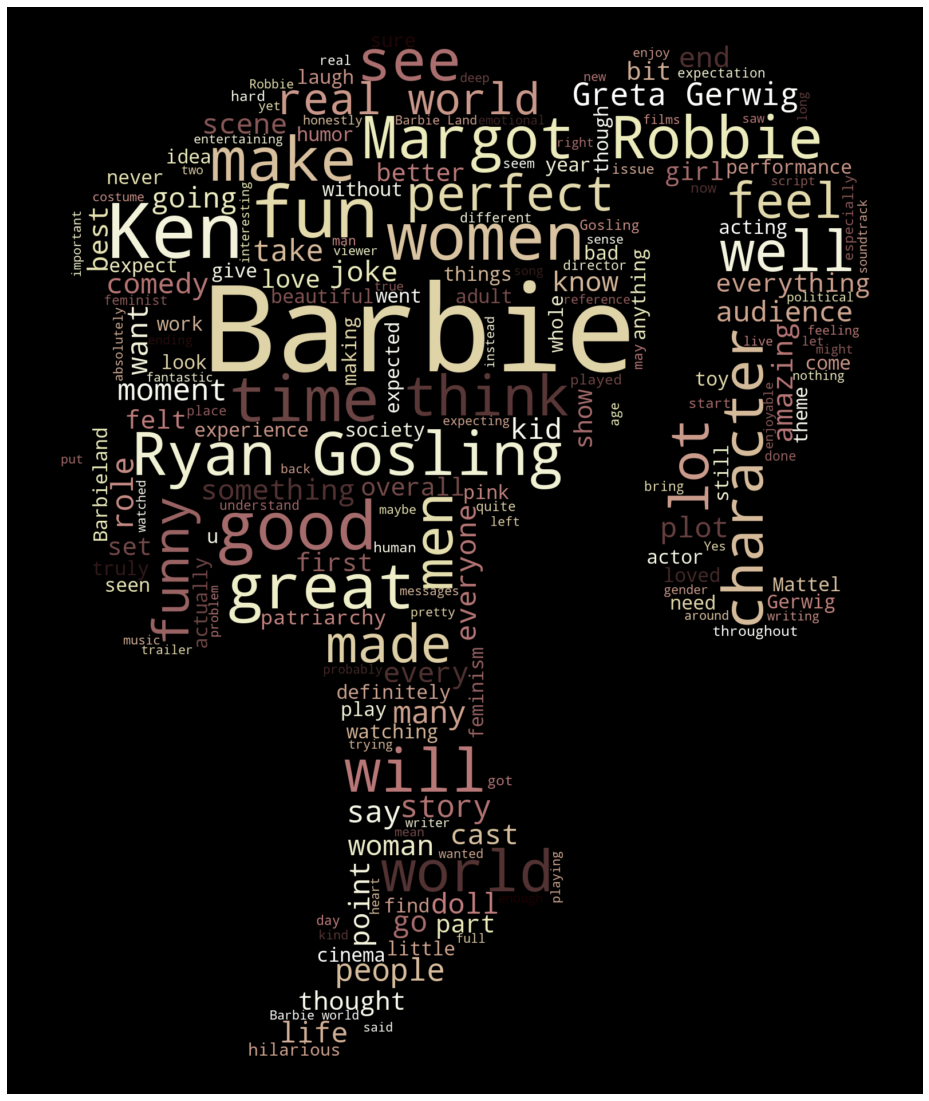 sure
see
real
enjoy
end
laugh
deep
new
bit
expectation
Robbie
hard
yet
real world
Greta Gerwig
long
honestly
Barbie Land
emotional
films
saw
scene
humor
Margot Robbie
though
entertaining
right
idea
two
make
better
seem
year
issue
girl
performance
never
script
now
costume
going
without
perfect
feel
especially
soundtrack
best
Ken
fun
interesting
different
Gosling
acting
important
take
man
viewer
women
sense
bad
director
well
expect
give
love
joke
things
song
know
anything
everything
comedy
true
reference
political
feminist
beautiful
went
adult
whole
audience
want
work
Barbie
feeling
absolutely
ending
look
making
expected
instead
may
live
let
might
come
amazing
fantastic
moment
time
think
played
toy
nothing
theme
enjoyable
place
felt
show
age
start
experience
society
expecting
kid
character
lot
still
done
Barbieland
put
role
watched
Ryan Gosling
back
bring
something
overall
pink
understand
maybe
quite
left
plot
Yes
funny
u
good
men
everyone
set
human
actor
truly
actually
problem
first
loved
seen
great
messages
gender
need
Mattel
Gerwig
patriarchy
pretty
around
writing
throughout
music
trailer
made
probably
every
feminism
definitely
play
many
watching
trying
will
got
say
story
writer
mean
cast
woman
wanted
point
heart
world
enough
playing
find
doll
day
kind
go
part
full
cinema
little
people
thought
Barbie world
said
life
hilarious